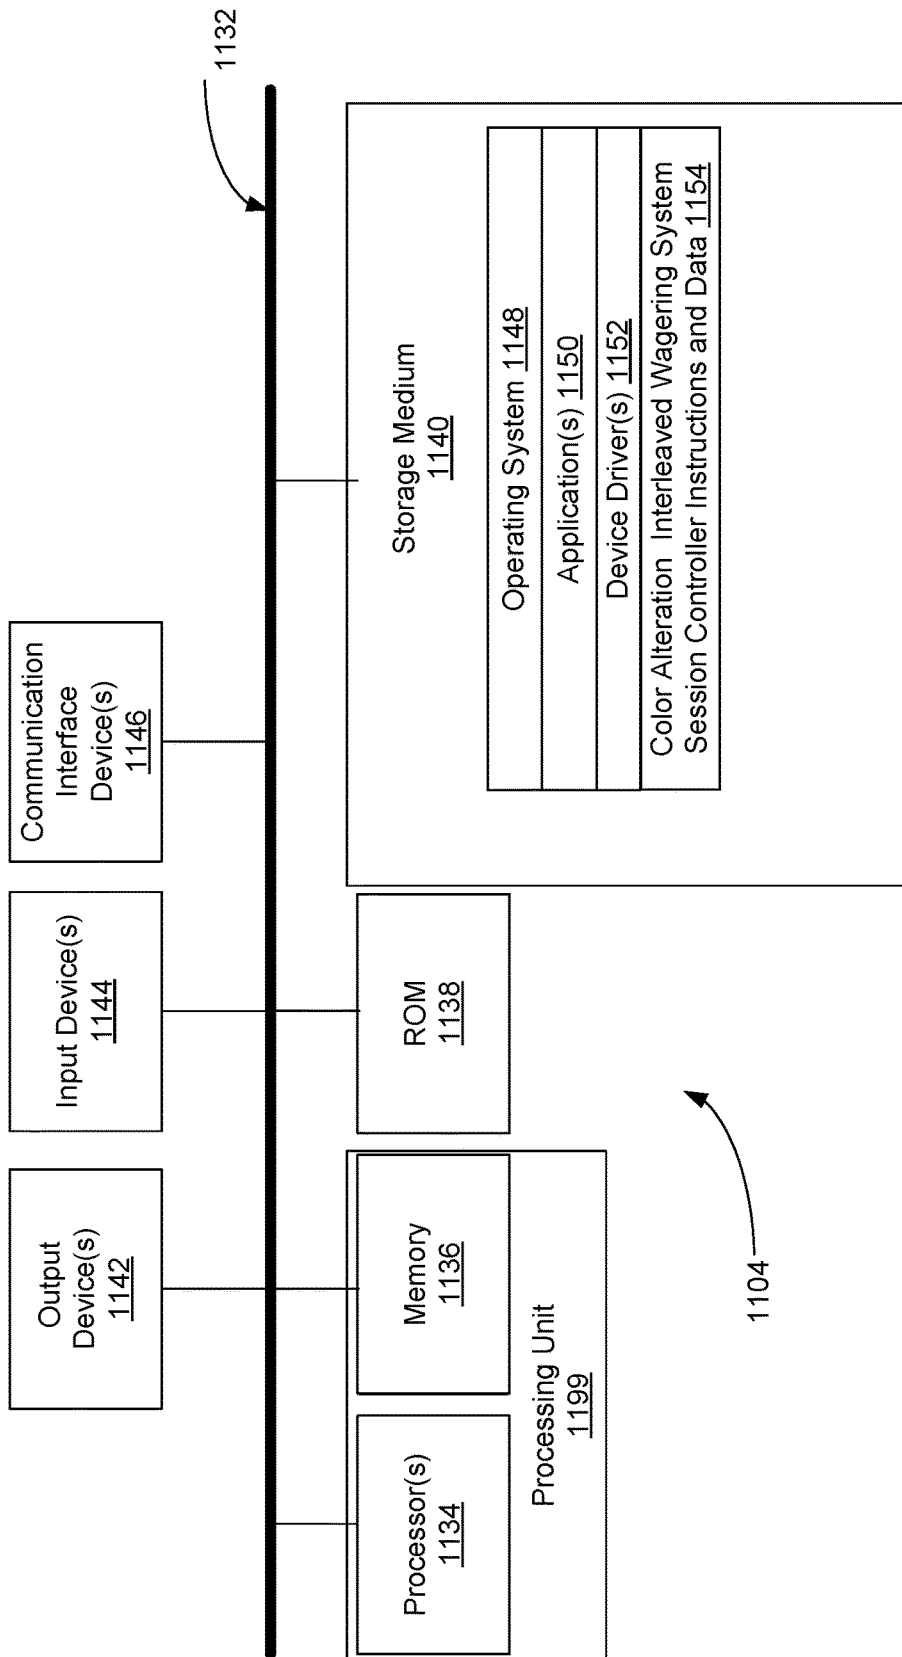 Output
Device(s)
1142
Input Device(s)
1144
Communication
Interface
Device(s)
1146
1132
Processor(s)
1134
Memory
1136
Processing Unit
1199
ROM
1138
Storage Medium
1140
Operating System 1148
Application(s) 1150
Device Driver(s) 1152
Color Alteration Interleaved Wagering System
Session Controller Instructions and Data 1154
1104